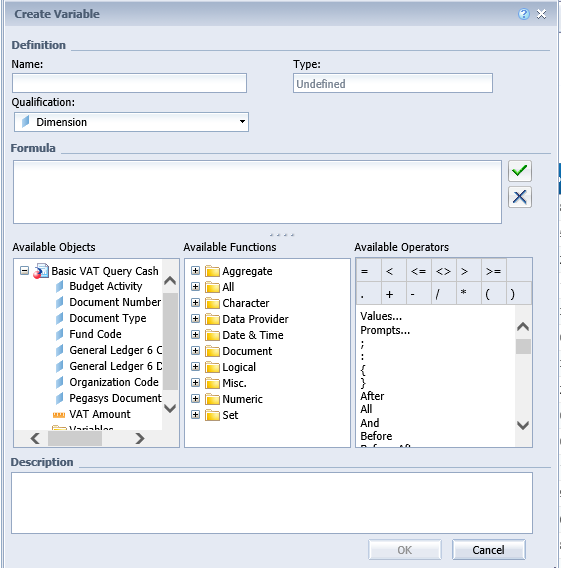 Create Variable
Definition
Name:
Type:
Undefined
Qualification:
Dimension
Formula
Available Objects
Basic VAT Query Cash
Budget Activity
Document Number
Document Type
Fund Code
General Ledger 6 C
General Ledger 6 D
Organization Code
Pegasys Document
VAT Amount
Variables
Available Functions
Aggregate
All
Character
Data Provider
Date & Time
Document
Logical
Misc.
Numeric
Set
Available Operators
= < <= <> > >=
. + - / * ( )
Values...
Prompts...
;
:
{
}
After
All
And
Before
Description
OK
Cancel